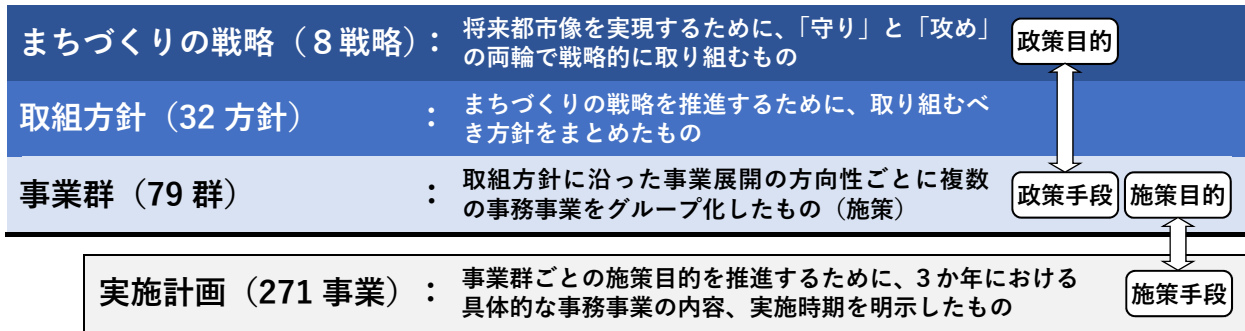 まちづくりの戦略（８戦略）：
将来都市像を実現するために、「守り」と「攻め」
の両輪で戦略的に取り組むもの
政策目的
取組方針（32 方針）：
まちづくりの戦略を推進するために、取り組むべ
き方針をまとめたもの
事業群（79 群）：
取組方針に沿った事業展開の方向性ごとに複数
の事務事業をグループ化したもの（施策）
政策手段
施策目的
実施計画（271 事業）：
事業群ごとの施策目的を推進するために、3 か年における
具体的な事務事業の内容、実施時期を明示したもの
施策手段